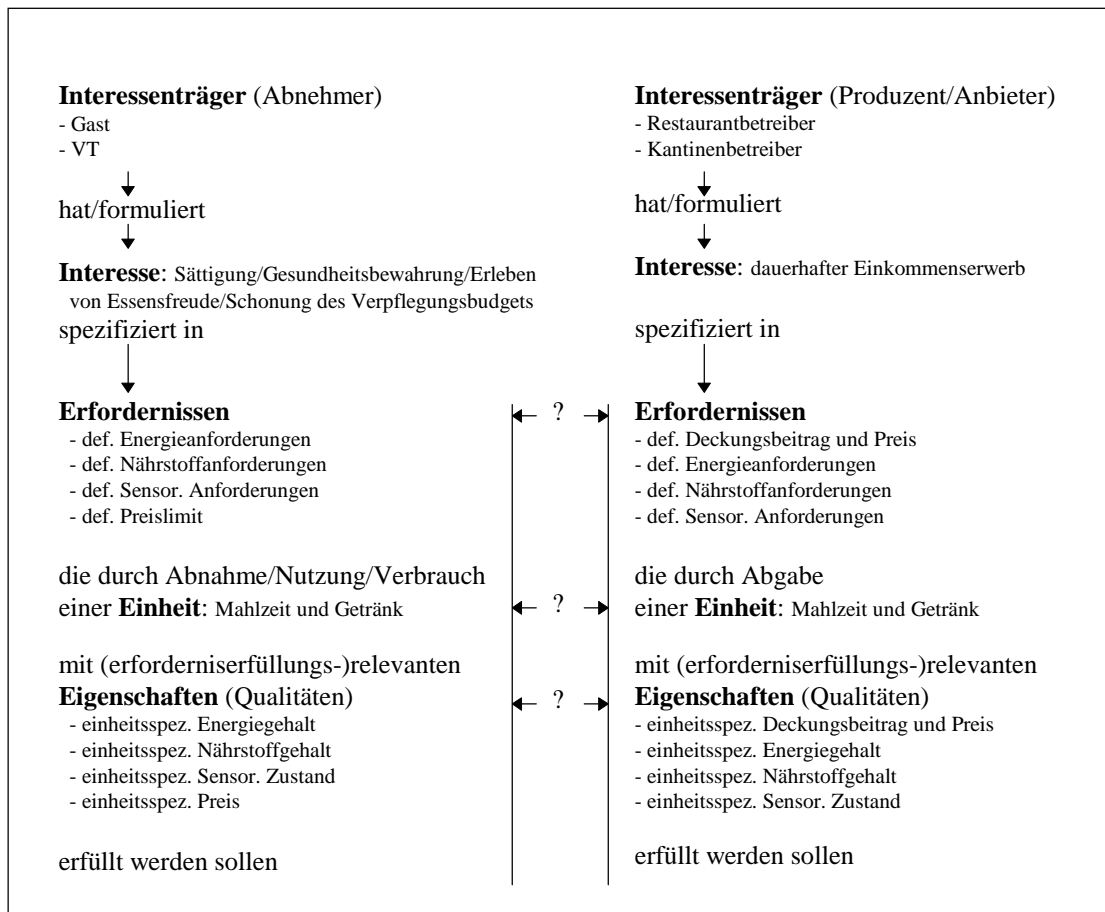 Interessenträger (Abnehmer)
- Gast
- VT
hat/formuliert
Interesse: Sättigung/Gesundheitsbewahrung/Erleben
von Essensfreude/Schonung des Verpflegungsbudgets
spezifiziert in
Erfordernissen
- def. Energieanforderungen
- def. Nährstoffanforderungen
- def. Sensor. Anforderungen
- def. Preislimit
die durch Abnahme/Nutzung/Verbrauch
einer Einheit: Mahlzeit und Getränk
mit (erforderniserfüllungs-)relevanten
Eigenschaften (Qualitäten)
- einheitsspez. Energiegehalt
- einheitsspez. Nährstoffgehalt
- einheitsspez. Sensor. Zustand
- einheitsspez. Preis
erfüllt werden sollen
?
?
?
Interessenträger (Produzent/Anbieter)
- Restaurantbetreiber
- Kantinenbetreiber
hat/formuliert
Interesse: dauerhafter Einkommenserwerb
spezifiziert in
Erfordernissen
- def. Deckungsbeitrag und Preis
- def. Energieanforderungen
- def. Nährstoffanforderungen
- def. Sensor. Anforderungen
die durch Abgabe
einer Einheit: Mahlzeit und Getränk
mit (erforderniserfüllungs-)relevanten
Eigenschaften (Qualitäten)
- einheitsspez. Deckungsbeitrag und Preis
- einheitsspez. Energiegehalt
- einheitsspez. Nährstoffgehalt
- einheitsspez. Sensor. Zustand
erfüllt werden sollen